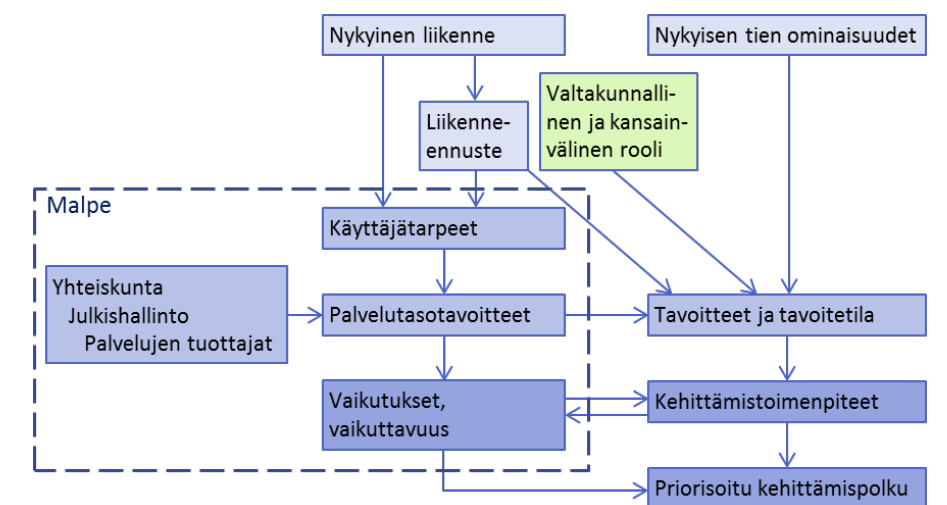 Nykyinen liikenne
Nykyisen tien ominaisuudet
Liikenne-
ennuste
Valtakunnalli-
nen ja kansain-
välinen rooli
Malpe
Käyttäjätarpeet
Yhteiskunta
Julkishallinto
Palvelujen tuottajat
Palvelutasotavoitteet
Tavoitteet ja tavoitetila
Vaikutukset,
vaikuttavuus
Kehittämistoimenpiteet
Priorisoitu kehittämispolku